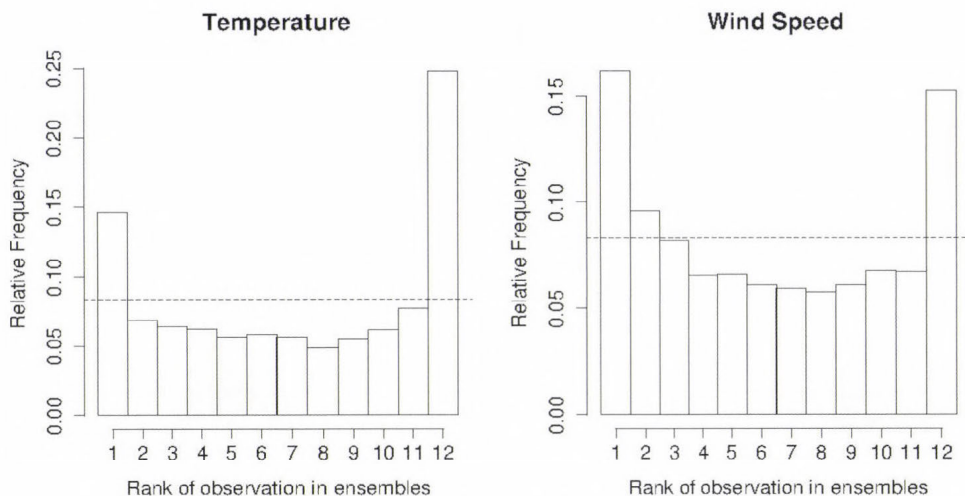 Temperature
Relative Frequency
0.00 0.05 0.10 0.15 0.20 0.25
1 2 3 4 5 6 7 8 9 10 11 12
Rank of observation in ensembles
Wind Speed
Relative Frequency
0.00 0.05 0.10 0.15
1 2 3 4 5 6 7 8 9 10 11 12
Rank of observation in ensembles